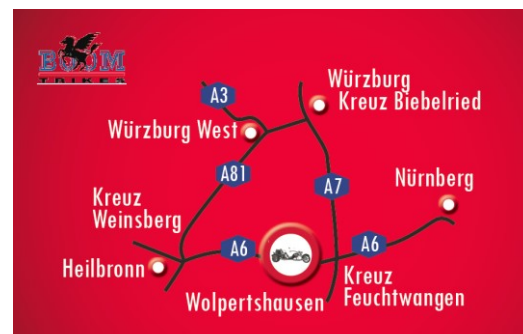 BOOM
TRIKES
A3
Würzburg
Kreuz Biebelried
Würzburg West
A81
A7
Nürnberg
Kreuz
Weinsberg
A6
A6
Heilbronn
Wolpertshausen
Kreuz
Feuchtwangen